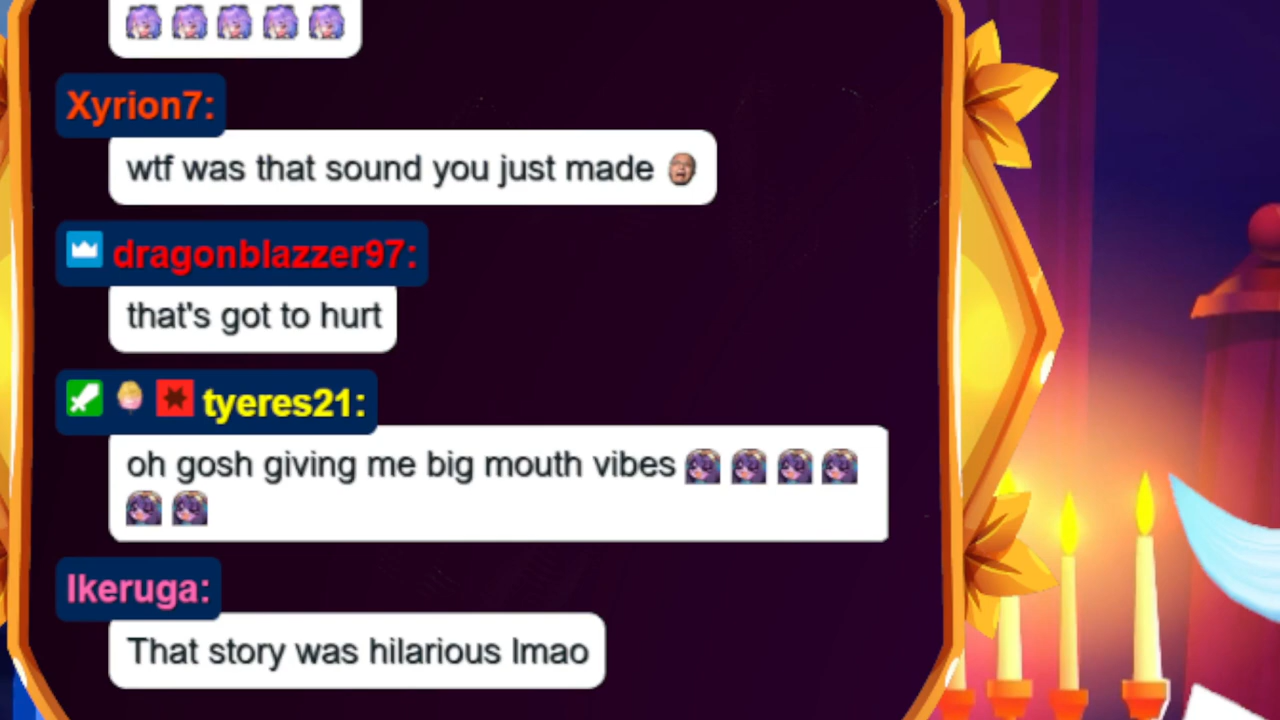 Xyrion7:
wtf was that sound you just made
dragonblazzer97:
that's got to hurt
tyeres21:
oh gosh giving me big mouth vibes
Ikeruga:
That story was hilarious lmao